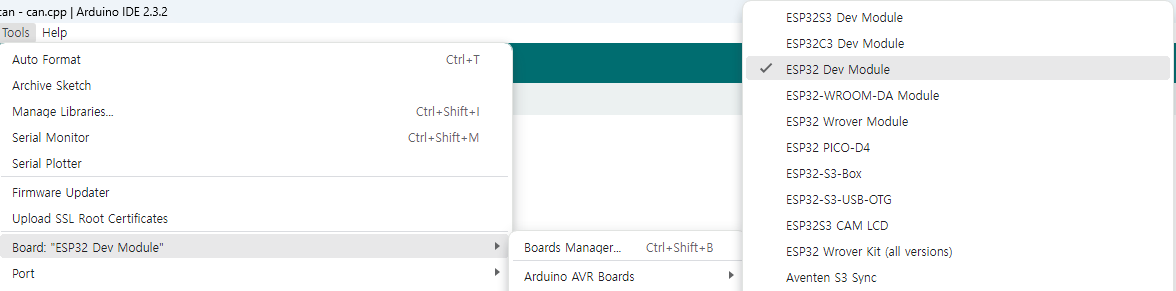 can - can.cpp | Arduino IDE 2.3.2
Tools Help
Auto Format Ctrl+T
Archive Sketch
Manage Libraries... Ctrl+Shift+I
Serial Monitor Ctrl+Shift+M
Serial Plotter
Firmware Updater
Upload SSL Root Certificates
Board: "ESP32 Dev Module"
Port
Boards Manager... Ctrl+Shift+B
Arduino AVR Boards
ESP32S3 Dev Module
ESP32C3 Dev Module
ESP32 Dev Module
ESP32-WROOM-DA Module
ESP32 Wrover Module
ESP32 PICO-D4
ESP32-S3-Box
ESP32-S3-USB-OTG
ESP32S3 CAM LCD
ESP32 Wrover Kit (all versions)
Aventen S3 Sync